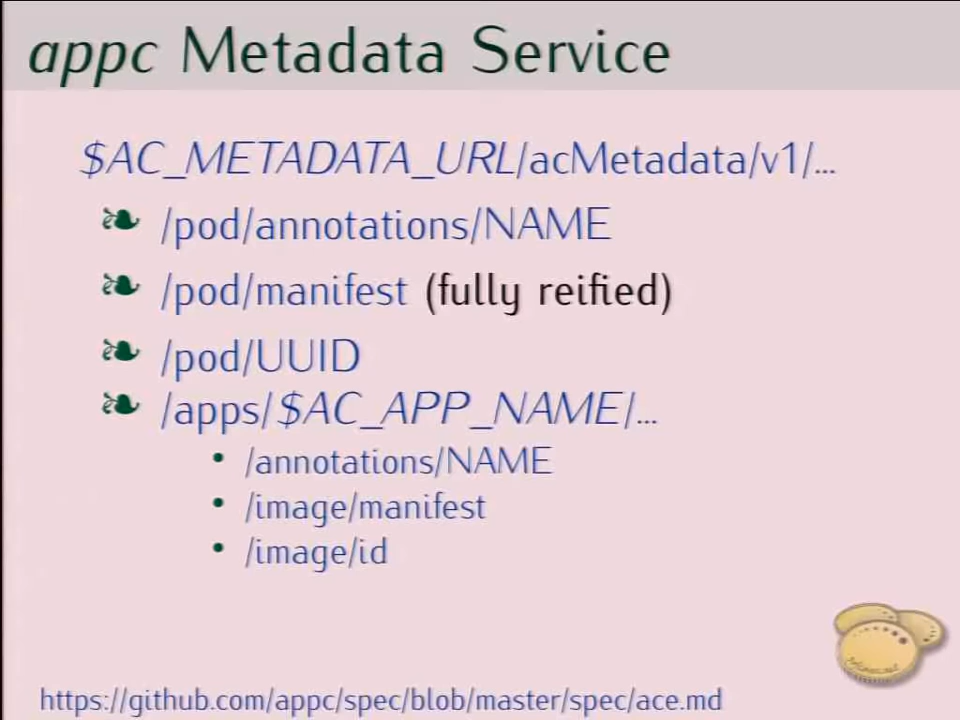 appc Metadata Service
$AC_METADATA_URL/acMetadata/v1/...
❧ /pod/annotations/NAME
❧ /pod/manifest (fully reified)
❧ /pod/UUID
❧ /apps/$AC_APP_NAME/...
• /annotations/NAME
• /image/manifest
• /image/id
https://github.com/appc/spec/blob/master/spec/ace.md